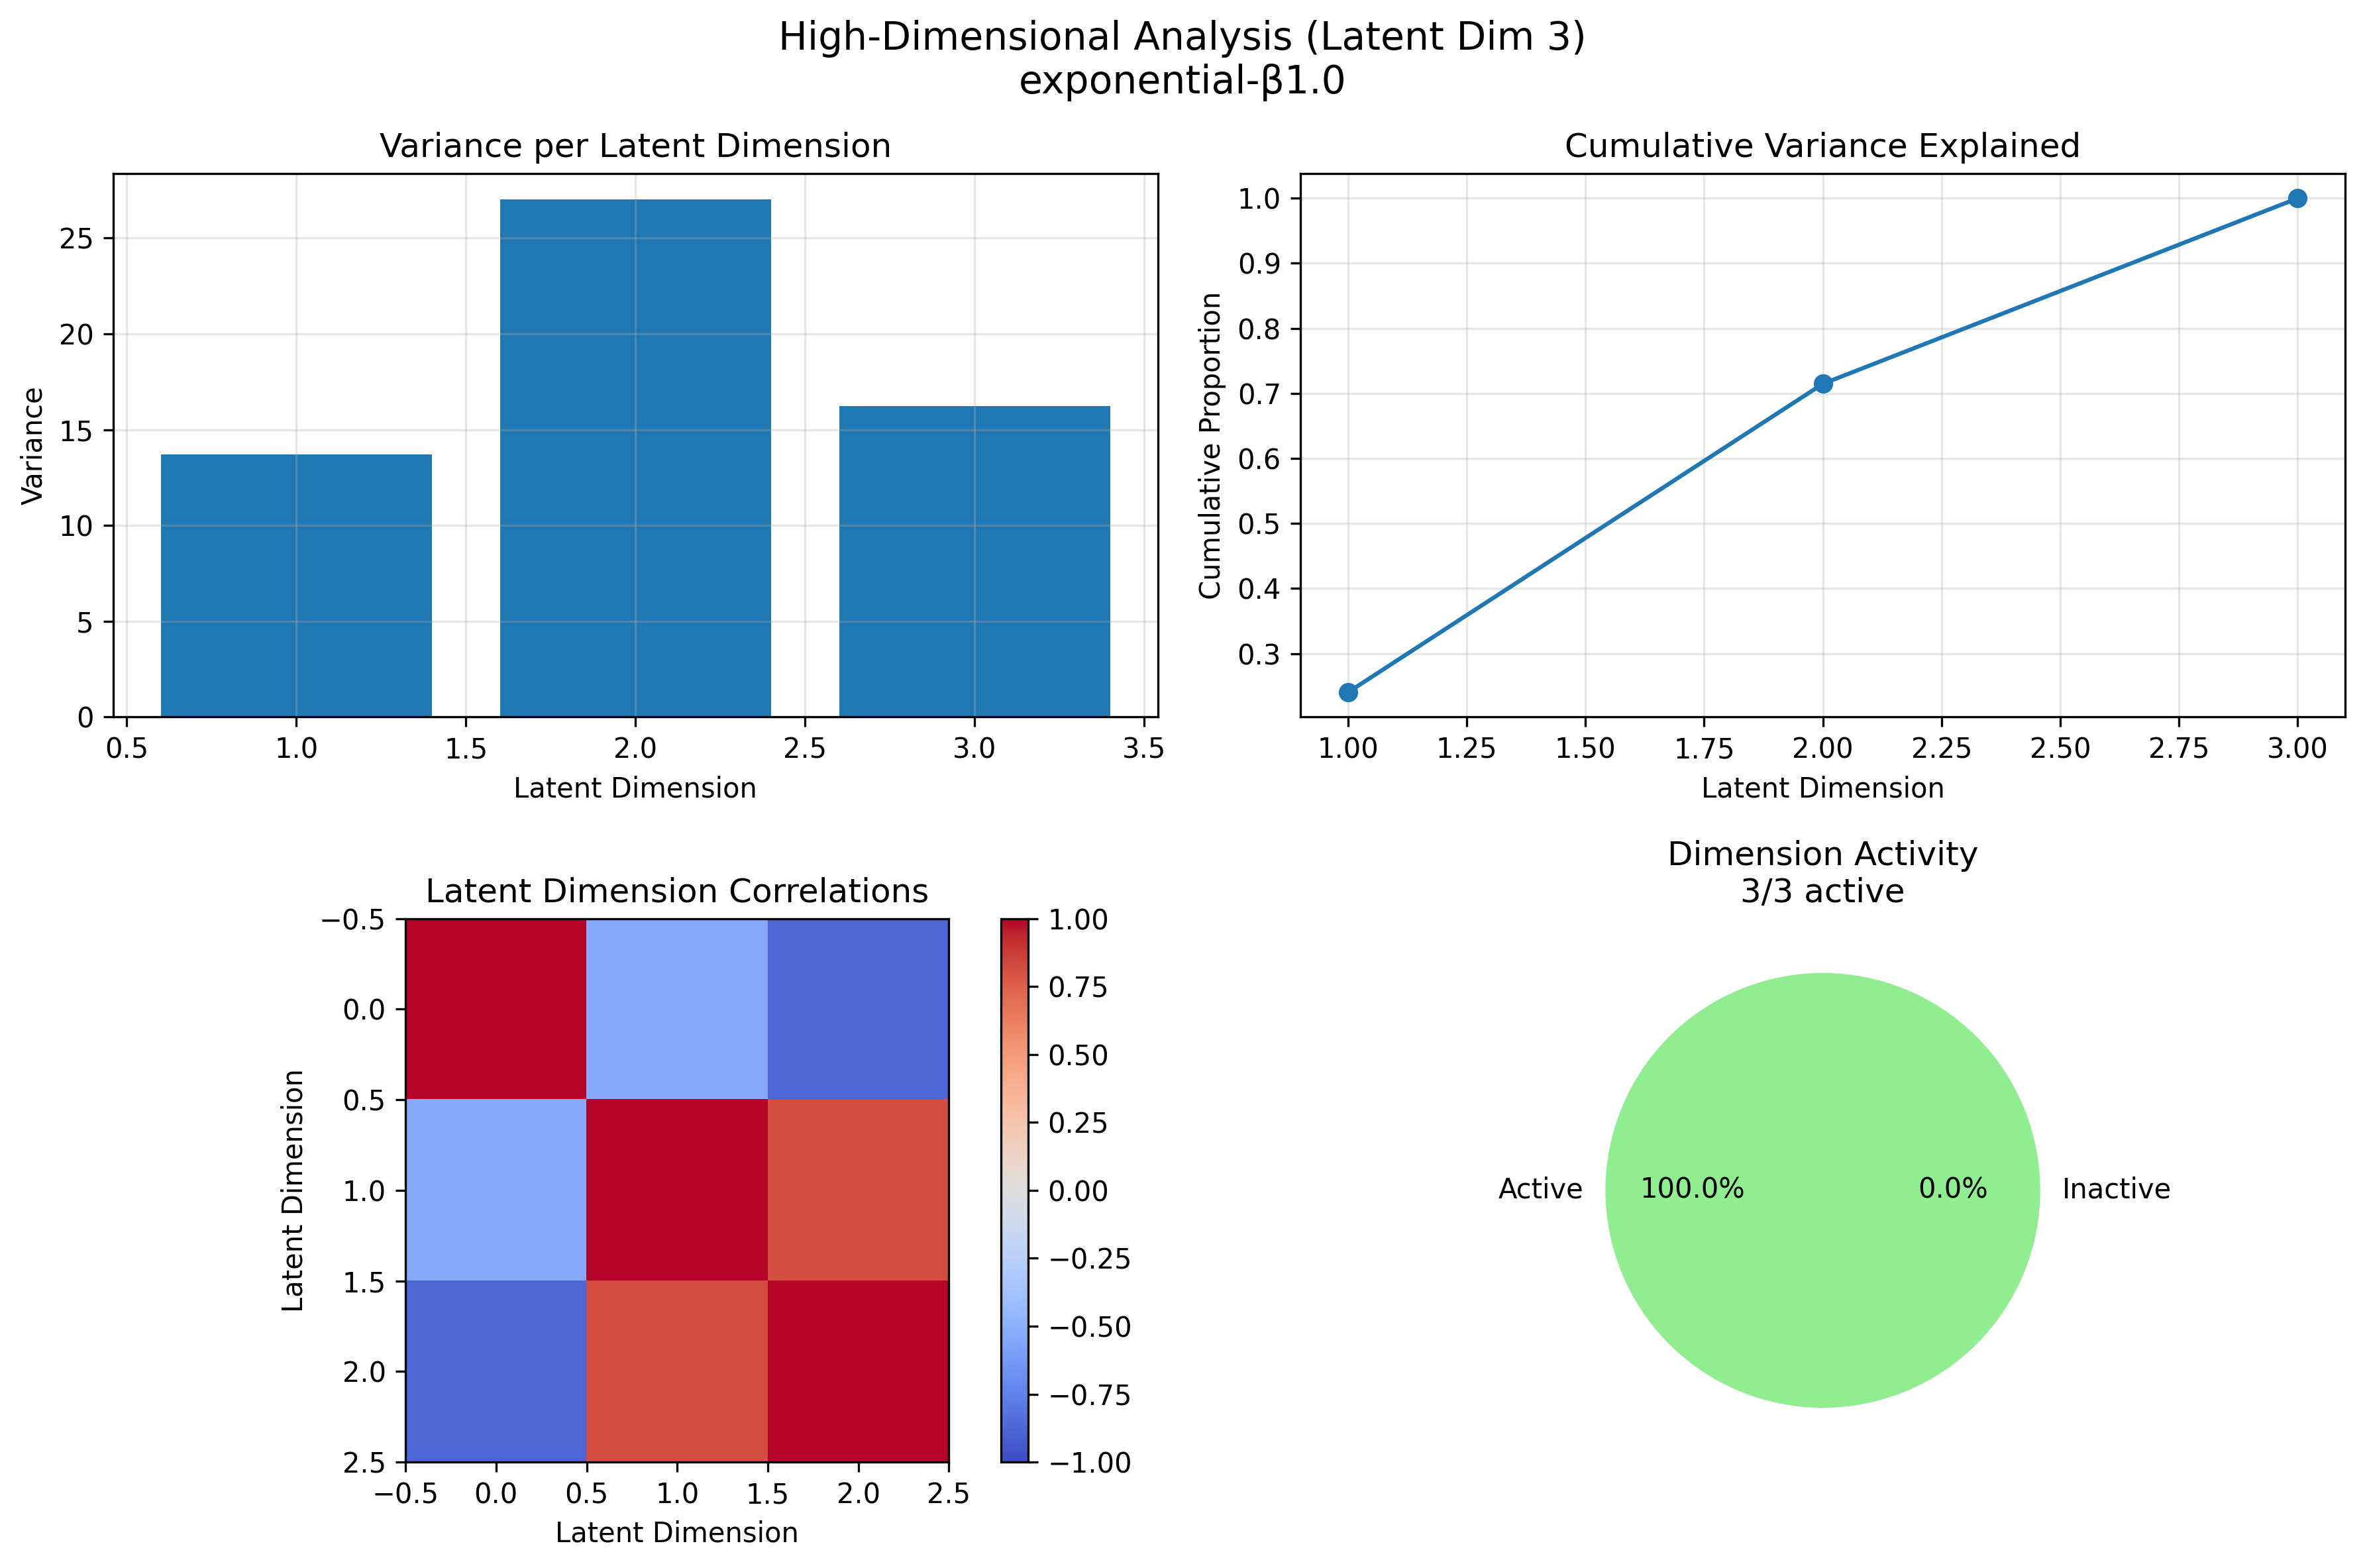 High-Dimensional Analysis (Latent Dim 3)
exponential-β1.0
Variance per Latent Dimension
Variance
25
20
15
10
5
0
0.5 1.0 1.5 2.0 2.5 3.0 3.5
Latent Dimension
Cumulative Variance Explained
Cumulative Proportion
1.0
0.9
0.8
0.7
0.6
0.5
0.4
0.3
1.00 1.25 1.50 1.75 2.00 2.25 2.50 2.75 3.00
Latent Dimension
Latent Dimension Correlations
Latent Dimension
−0.5
0.0
0.5
1.0
1.5
2.0
2.5
−0.5 0.0 0.5 1.0 1.5 2.0 2.5
Latent Dimension
1.00
0.75
0.50
0.25
0.00
−0.25
−0.50
−0.75
−1.00
Dimension Activity
3/3 active
Active 100.0% 0.0% Inactive